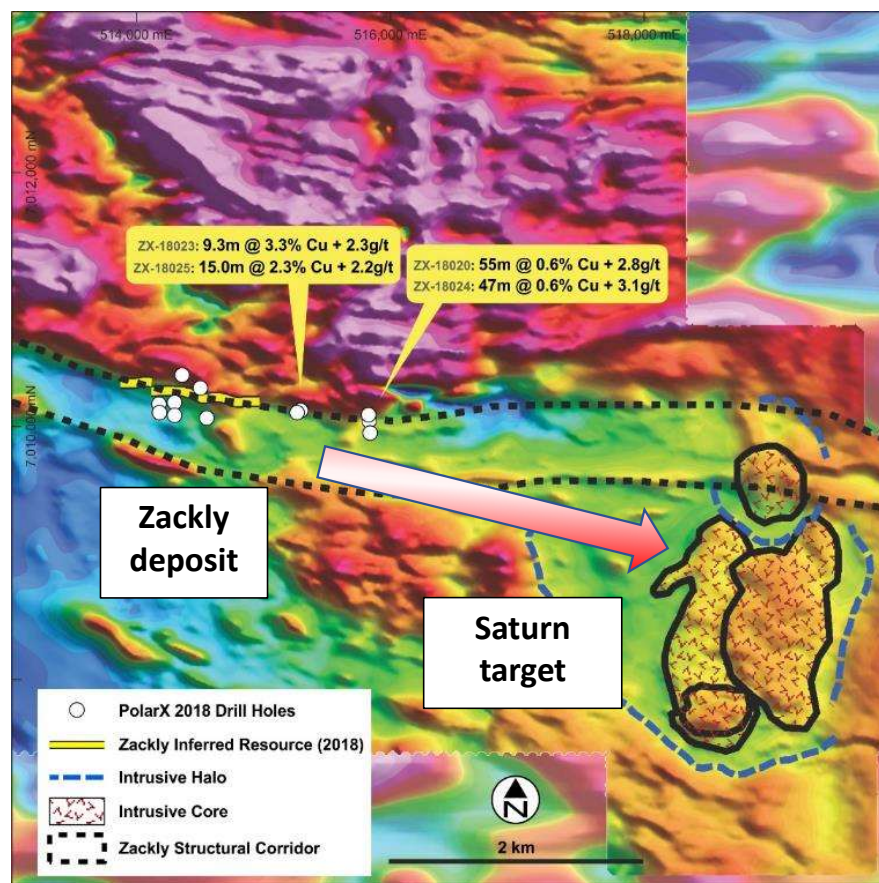 514,000 mE
516,000 mE
518,000 mE
7,012,000 mN
ZX-18023: 9.3m @ 3.3% Cu + 2.3g/t
ZX-18025: 15.0m @ 2.3% Cu + 2.2g/t
ZX-18020: 55m @ 0.6% Cu + 2.8g/t
ZX-18024: 47m @ 0.6% Cu + 3.1g/t
7,010,000 mN
Zackly
deposit
Saturn
target
PolarX 2018 Drill Holes
Zackly Inferred Resource (2018)
Intrusive Halo
Intrusive Core
Zackly Structural Corridor
N
2 km